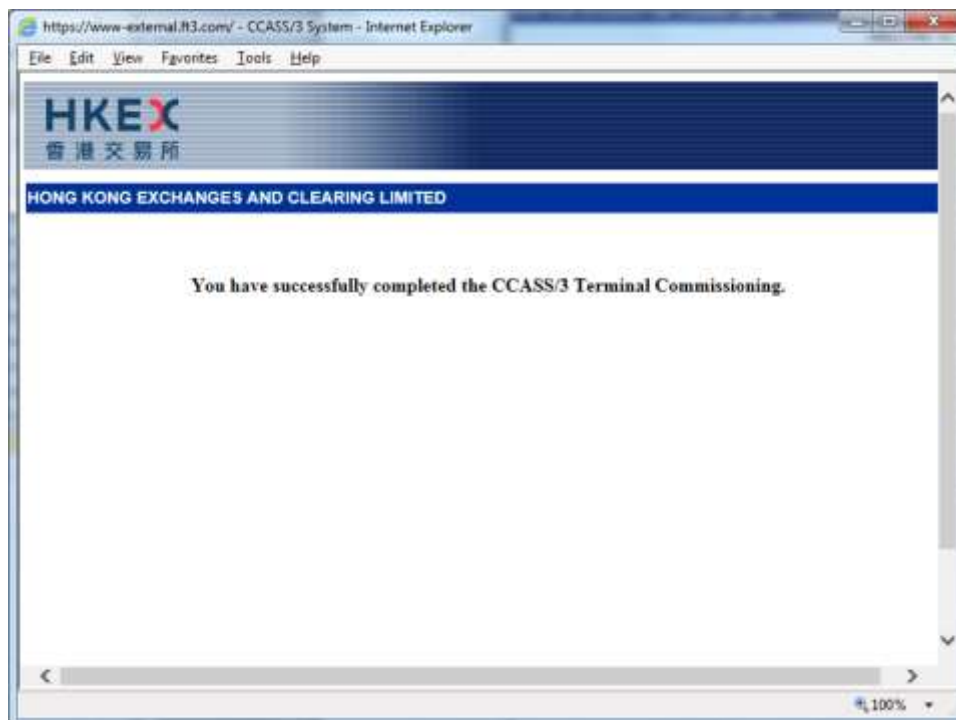 https://www-external.ft3.com/ - CCASS/3 System - Internet Explorer
File Edit View Favorites Tools Help
HKEX
香港交易所
HONG KONG EXCHANGES AND CLEARING LIMITED
You have successfully completed the CCASS/3 Terminal Commissioning.
100%